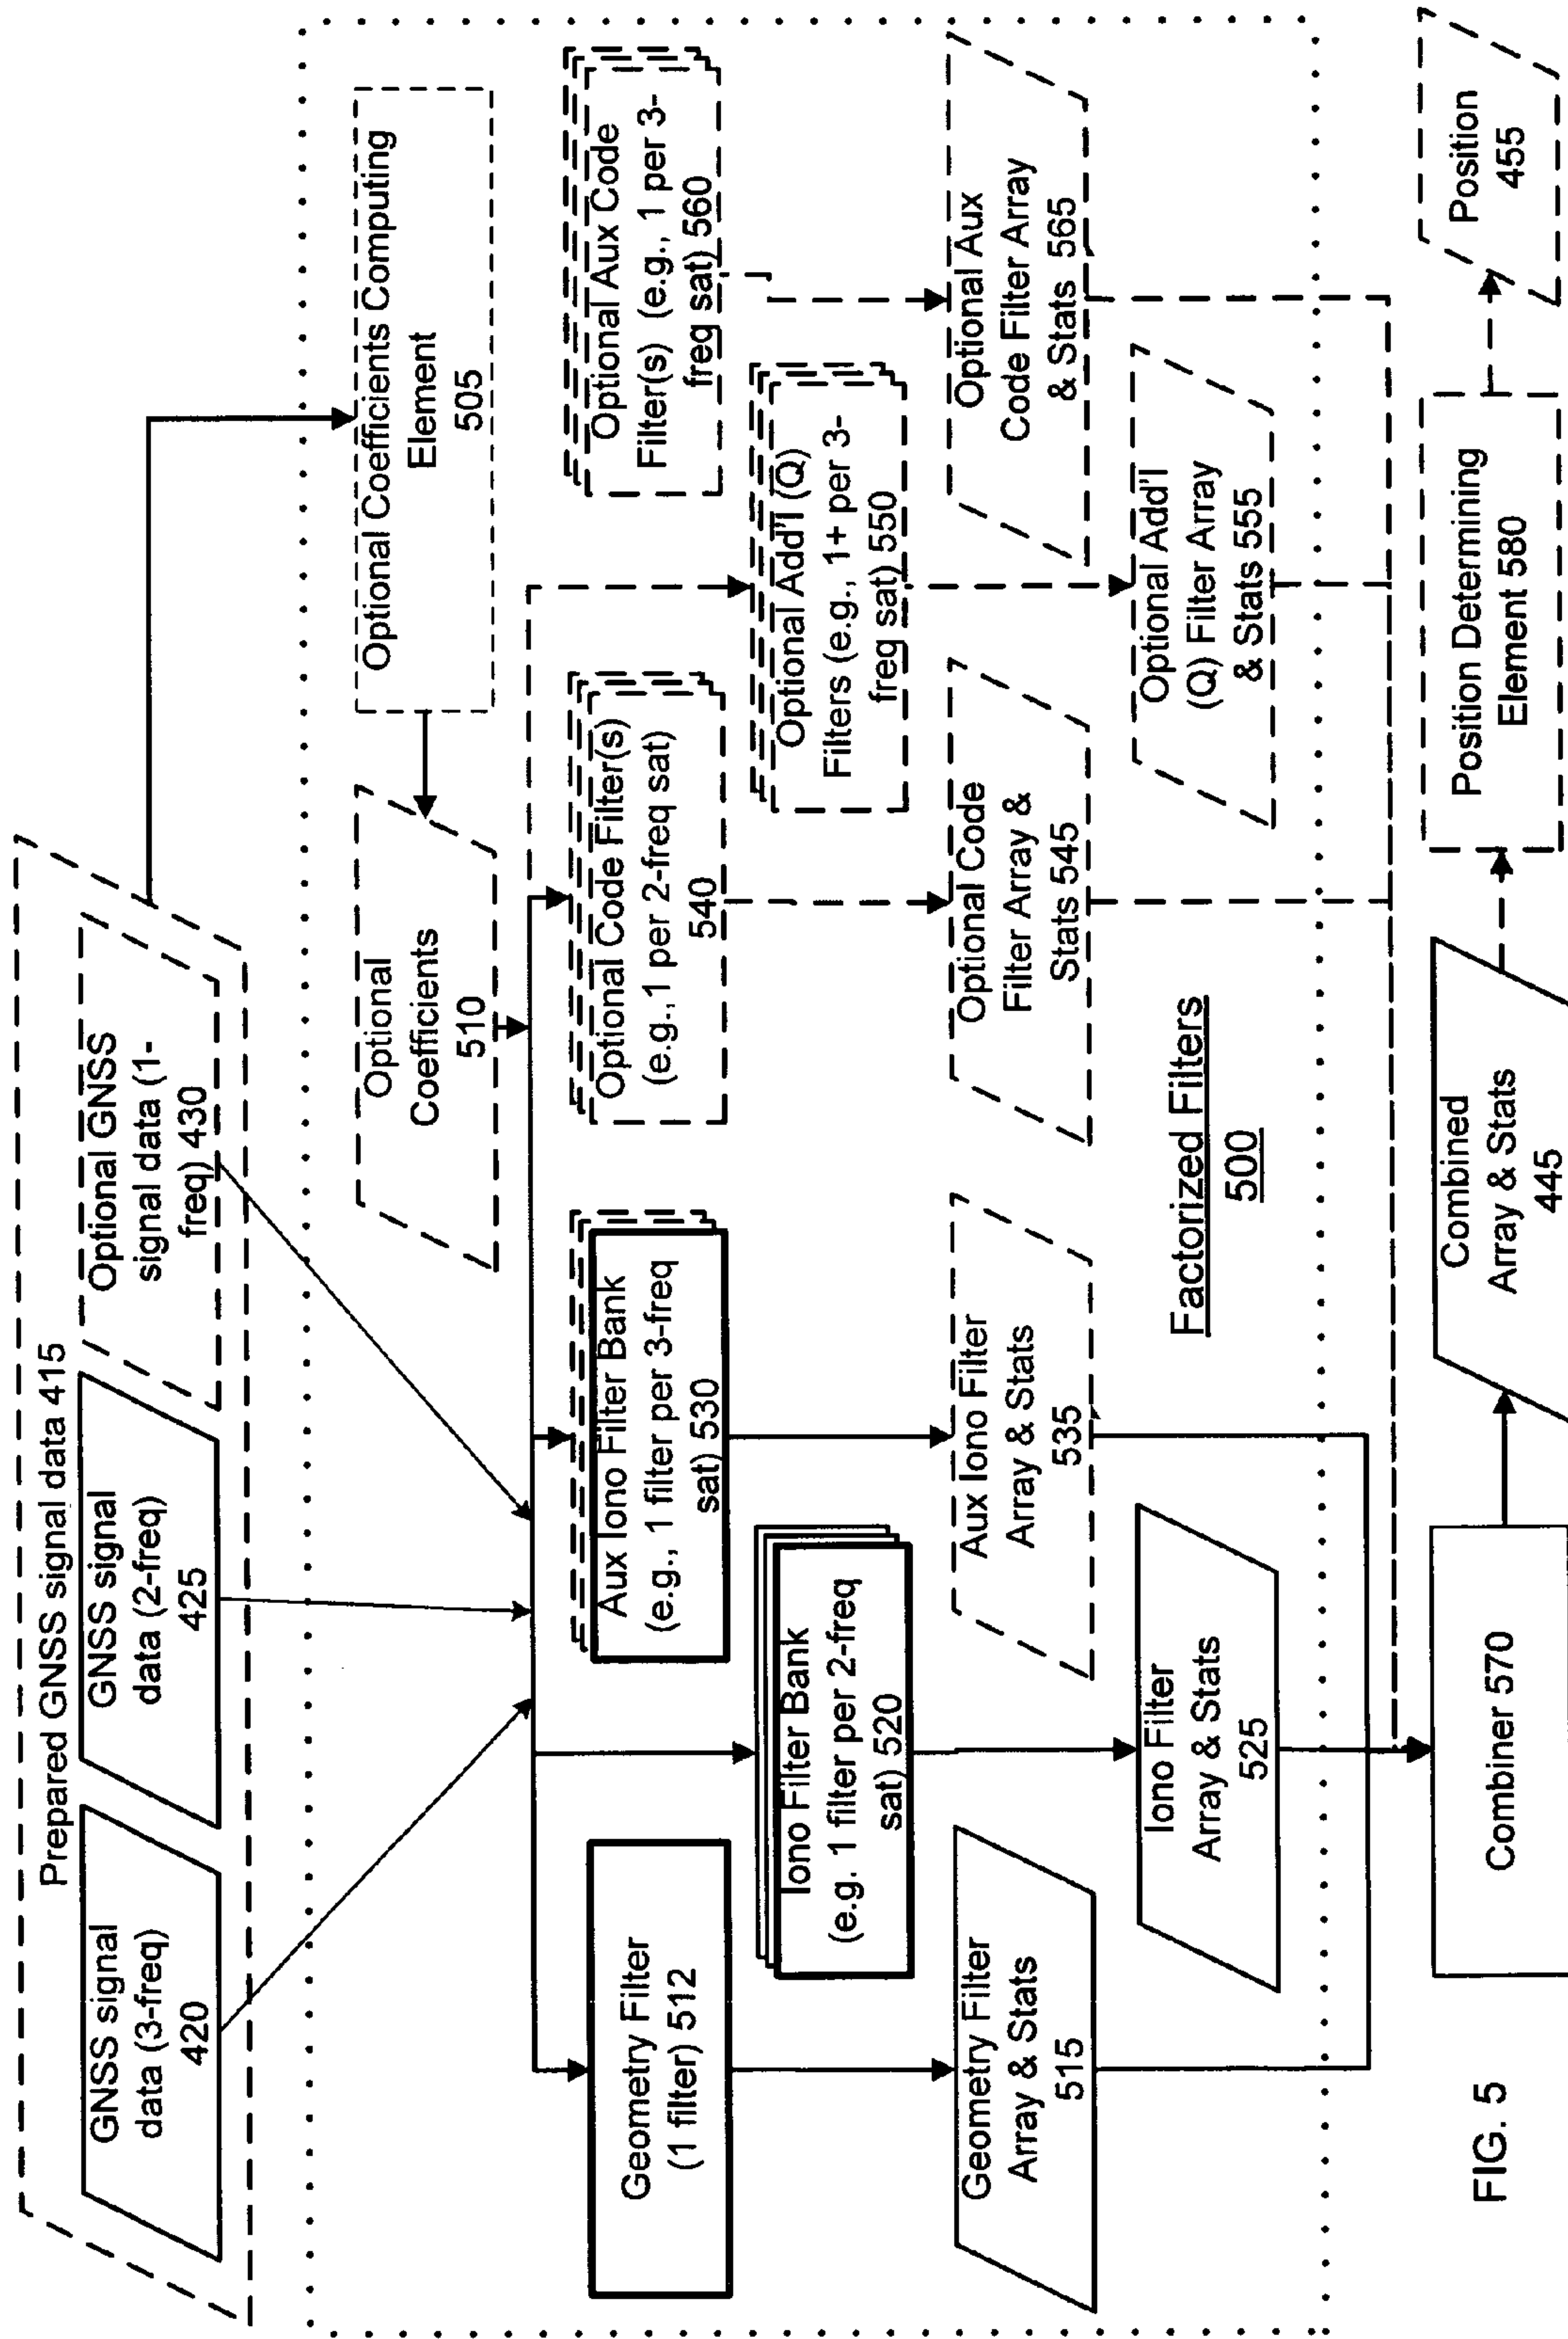 Prepared GNSS signal data 415
GNSS signal
data (3-freq)
420
GNSS signal
data (2-freq)
425
Optional GNSS
signal data (1-
freq) 430
Optional
Coefficients
510
Optional Coefficients Computing
Element
505
Geometry Filter
(1 filter) 512
Iono Filter Bank
(e.g. 1 filter per 2-freq
sat) 520
Aux Iono Filter Bank
(e.g., 1 filter per 3-freq
sat) 530
Optional Code Filter(s)
(e.g.,1 per 2-freq sat)
540
Optional Add'l (Q)
Filters (e.g., 1+ per 3-
freq sat) 550
Optional Aux Code
Filter(s) (e.g., 1 per 3-
freq sat) 560
Geometry Filter
Array & Stats
515
Iono Filter
Array & Stats
525
Aux Iono Filter
Array & Stats
535
Optional Code
Filter Array &
Stats 545
Optional Add'l
(Q) Filter Array
& Stats 555
Optional Aux
Code Filter Array
& Stats 565
Factorized Filters
500
Combiner 570
Combined
Array & Stats
445
Position Determining
Element 580
Position
455
FIG. 5